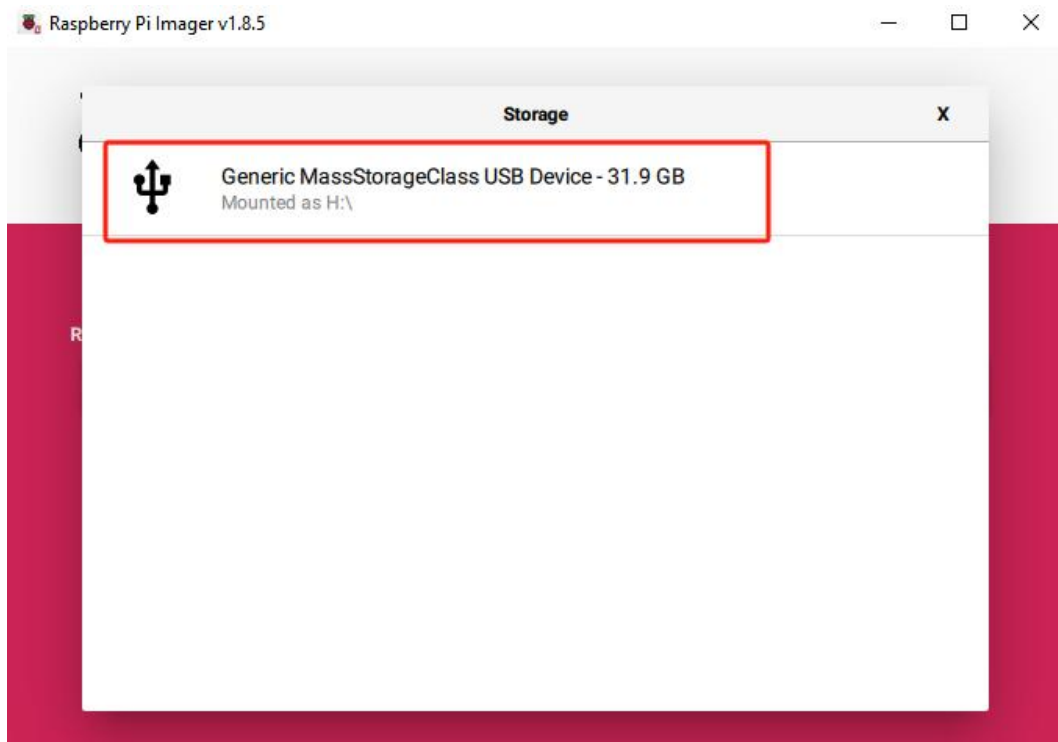 Raspberry Pi Imager v1.8.5
Storage
X
Generic MassStorageClass USB Device - 31.9 GB
Mounted as H:\
R